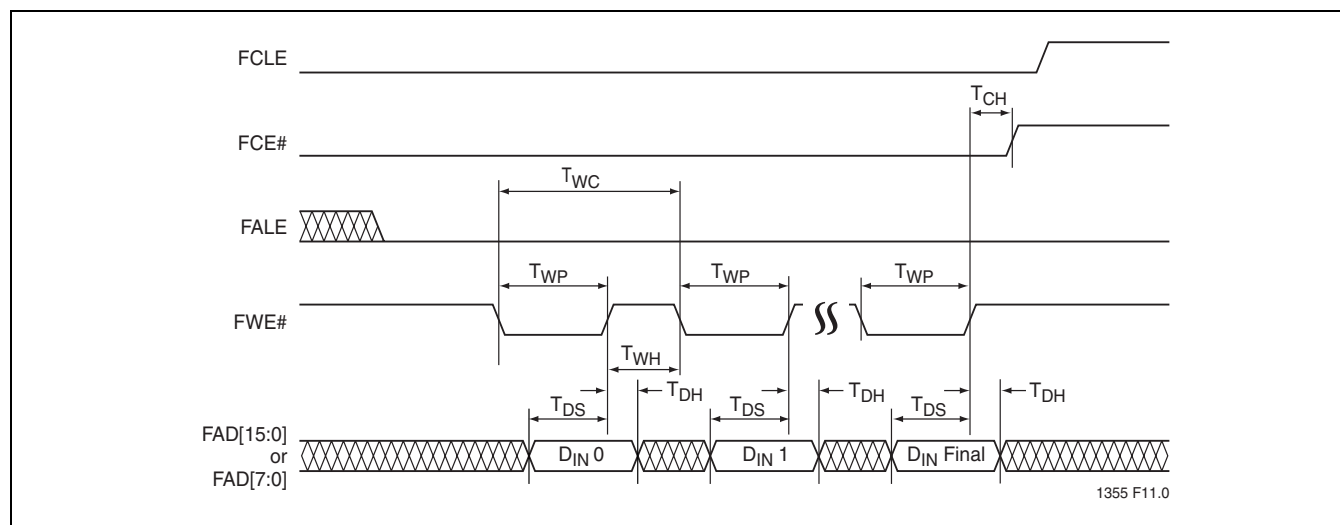 FCLE
T_CH
FCE#
T_WC
FALE
T_WP T_WP T_WP
FWE#
T_WH
T_DS T_DH T_DS T_DH T_DS T_DH
FAD[15:0]
or
FAD[7:0]
D_IN 0 D_IN 1 D_IN Final
1355 F11.0